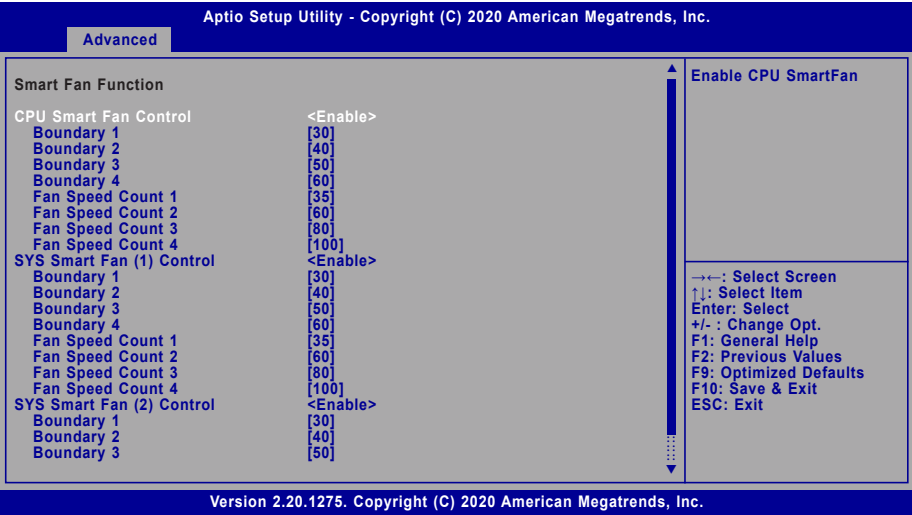 Aptio Setup Utility - Copyright (C) 2020 American Megatrends, Inc.
Advanced
Smart Fan Function
CPU Smart Fan Control <Enable>
Boundary 1 [30]
Boundary 2 [40]
Boundary 3 [50]
Boundary 4 [60]
Fan Speed Count 1 [35]
Fan Speed Count 2 [60]
Fan Speed Count 3 [80]
Fan Speed Count 4 [100]
SYS Smart Fan (1) Control <Enable>
Boundary 1 [30]
Boundary 2 [40]
Boundary 3 [50]
Boundary 4 [60]
Fan Speed Count 1 [35]
Fan Speed Count 2 [60]
Fan Speed Count 3 [80]
Fan Speed Count 4 [100]
SYS Smart Fan (2) Control <Enable>
Boundary 1 [30]
Boundary 2 [40]
Boundary 3 [50]
Enable CPU SmartFan
→←: Select Screen
↑↓: Select Item
Enter: Select
+/- : Change Opt.
F1: General Help
F2: Previous Values
F9: Optimized Defaults
F10: Save & Exit
ESC: Exit
Version 2.20.1275. Copyright (C) 2020 American Megatrends, Inc.